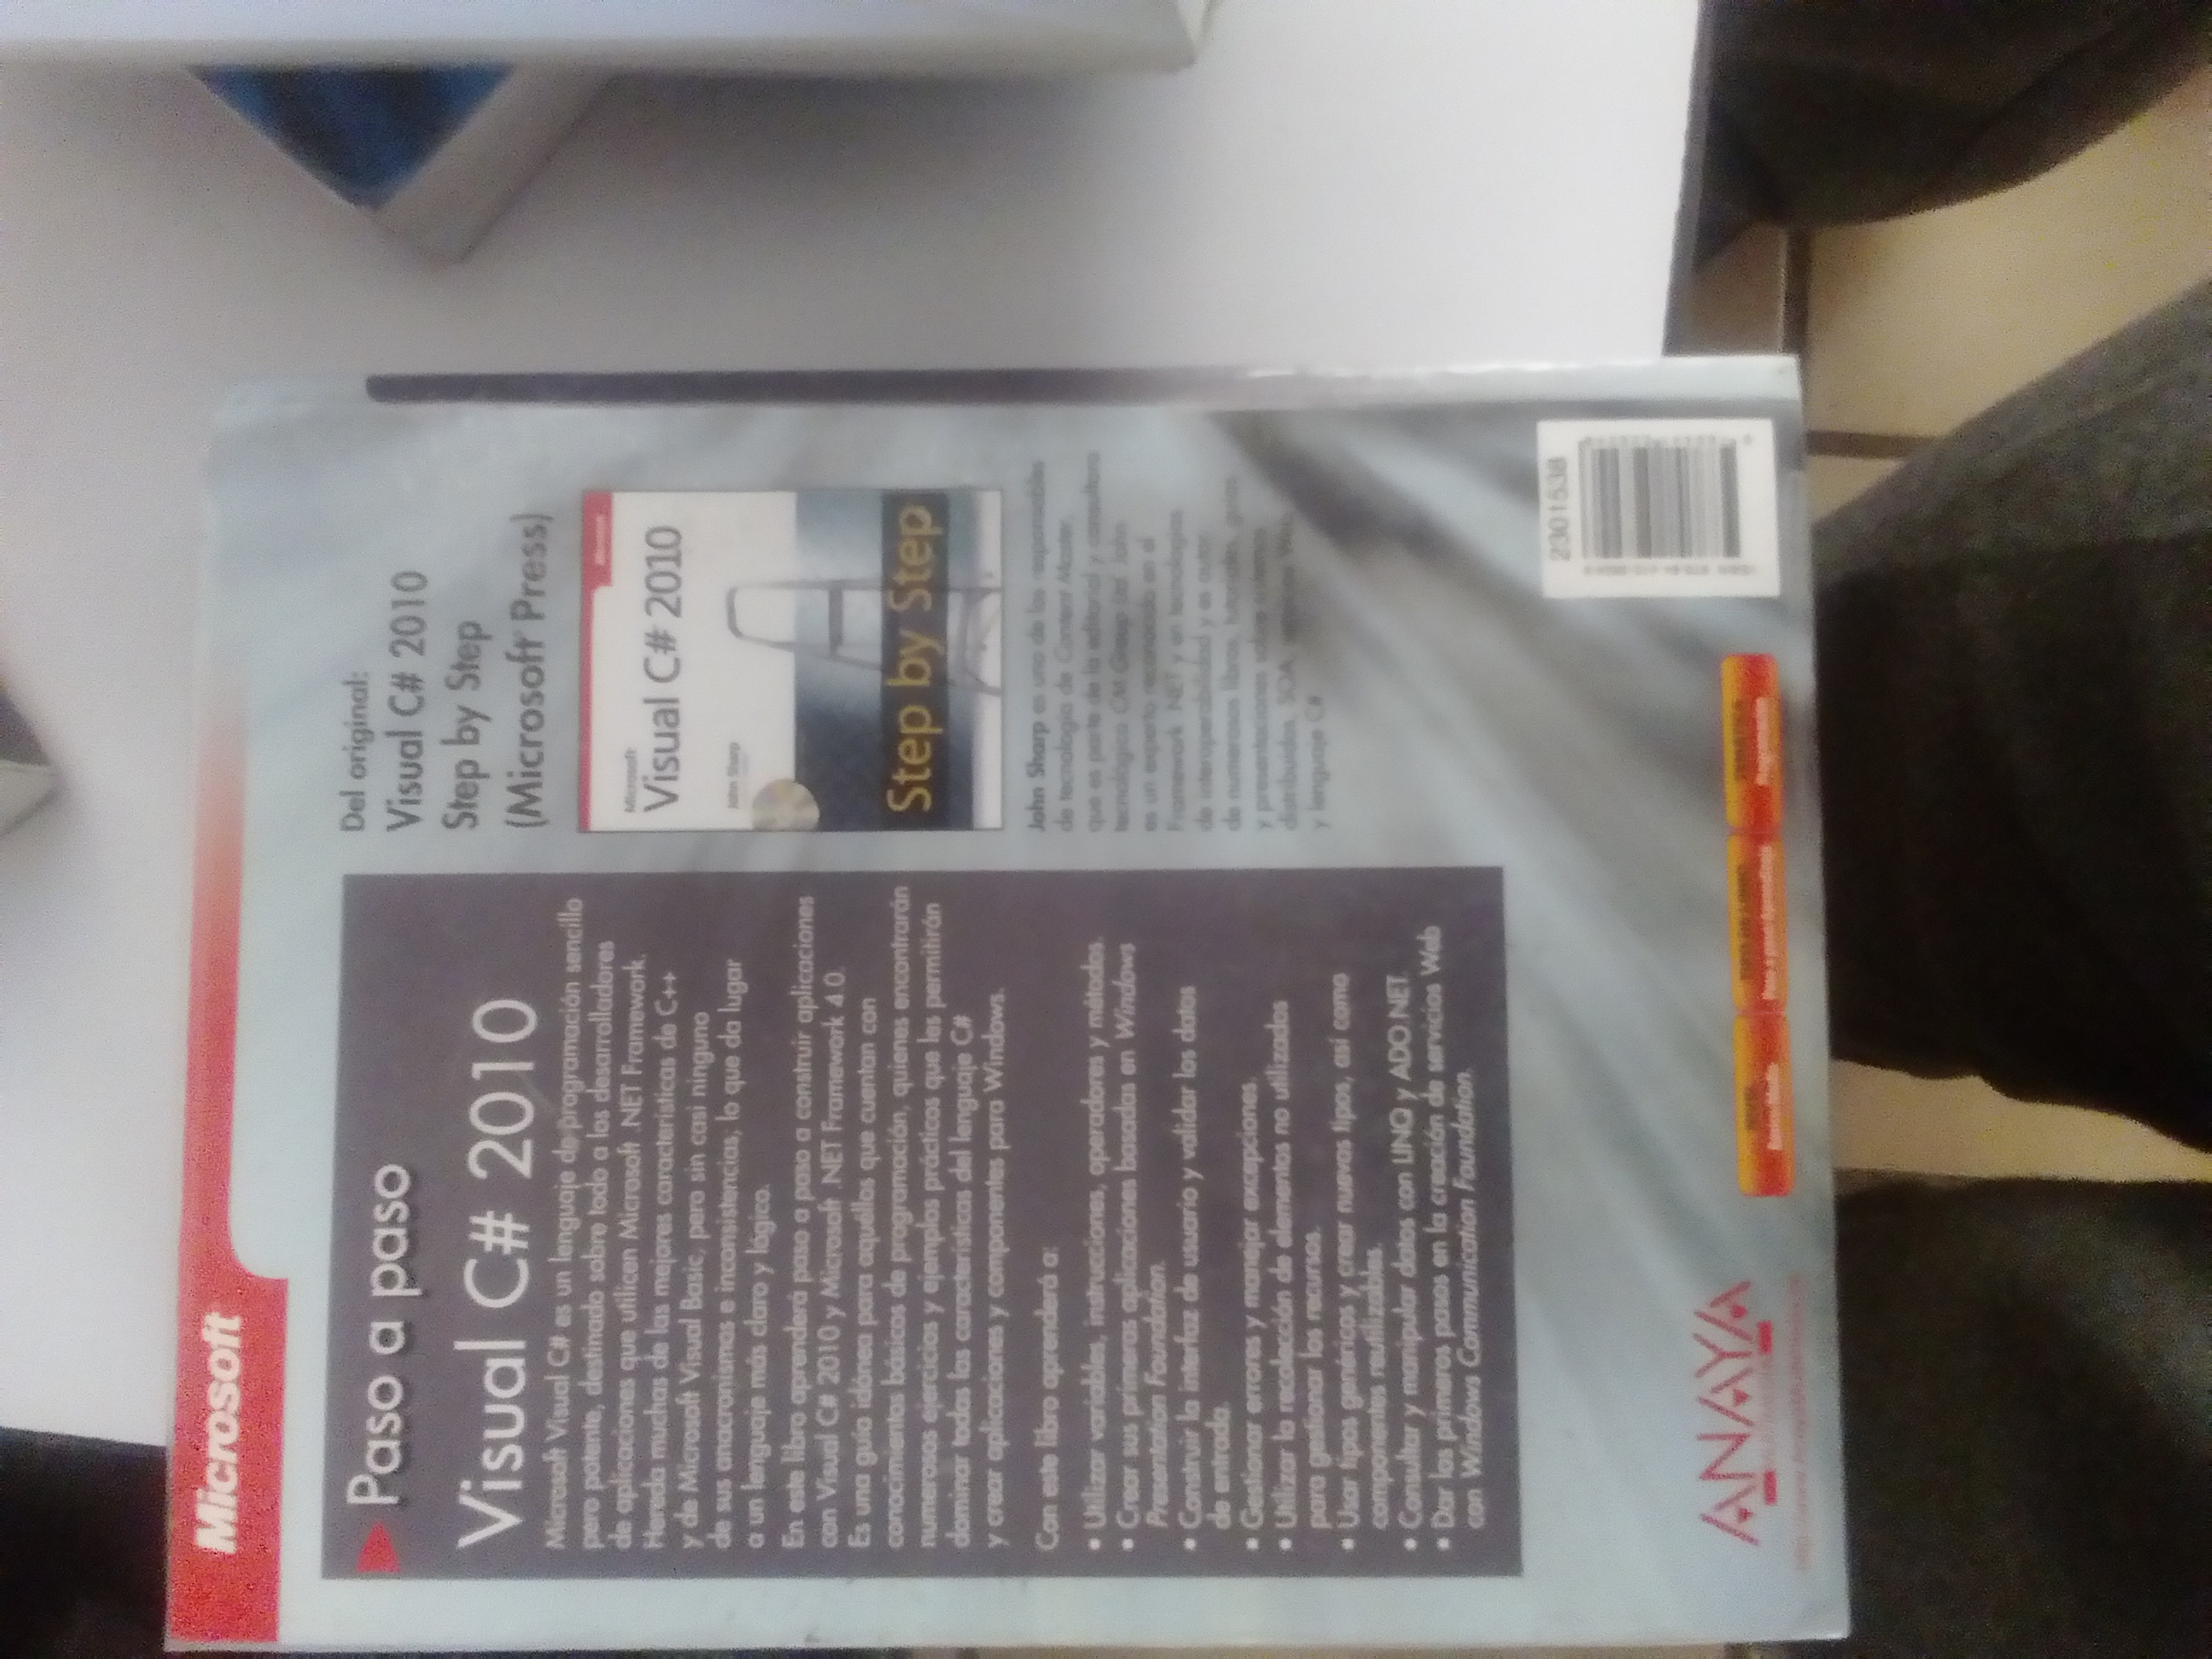 Microsoft
Paso a paso
Visual C# 2010
Microsoft Visual C# es un lenguaje de programación sencillo
pero potente, destinado sobre todo a los desarrolladores
de aplicaciones que utilicen Microsoft .NET Framework.
Hereda muchas de las mejores características de C++
y de Microsoft Visual Basic, pero sin casi ninguno
de sus anacronismos e inconsistencias, lo que da lugar
a un lenguaje más claro y lógico.
En este libro aprenderá paso a paso a construir aplicaciones
con Visual C# 2010 y Microsoft .NET Framework 4.0.
Es una guía idónea para aquéllos que cuentan con
conocimientos básicos de programación, quienes encontrarán
numerosos ejercicios y ejemplos prácticos que les permitirán
dominar todas las características del lenguaje C#
y crear aplicaciones y componentes para Windows.
Con este libro aprenderá a:
• Utilizar variables, instrucciones, operadores y métodos.
• Crear sus primeras aplicaciones basadas en Windows
Presentation Foundation.
• Construir la interfaz de usuario y validar los datos
de entrada.
• Gestionar errores y manejar excepciones.
• Utilizar la recolección de elementos no utilizados
para gestionar los recursos.
• Usar tipos genéricos y crear nuevos tipos, así como
componentes reutilizables.
• Consultar y manipular datos con LINQ y ADO.NET.
• Dar los primeros pasos en la creación de servicios Web
con Windows Communication Foundation.
Del original:
Visual C# 2010
Step by Step
(Microsoft Press)
Microsoft
Microsoft
Visual C# 2010
John Sharp
Step by Step
John Sharp es uno de los responsables
de tecnología de Content Master,
que es parte de la editorial y consultora
tecnológica CM Group Ltd. John
es un experto reconocido en el
Framework .NET y en tecnologías
de interoperabilidad y es autor
de numerosos libros, tutoriales, guías
y presentaciones sobre sistemas
distribuidos, SOA, servicios Web
y lenguaje C#
ANAYA
MULTIMEDIA
2301538